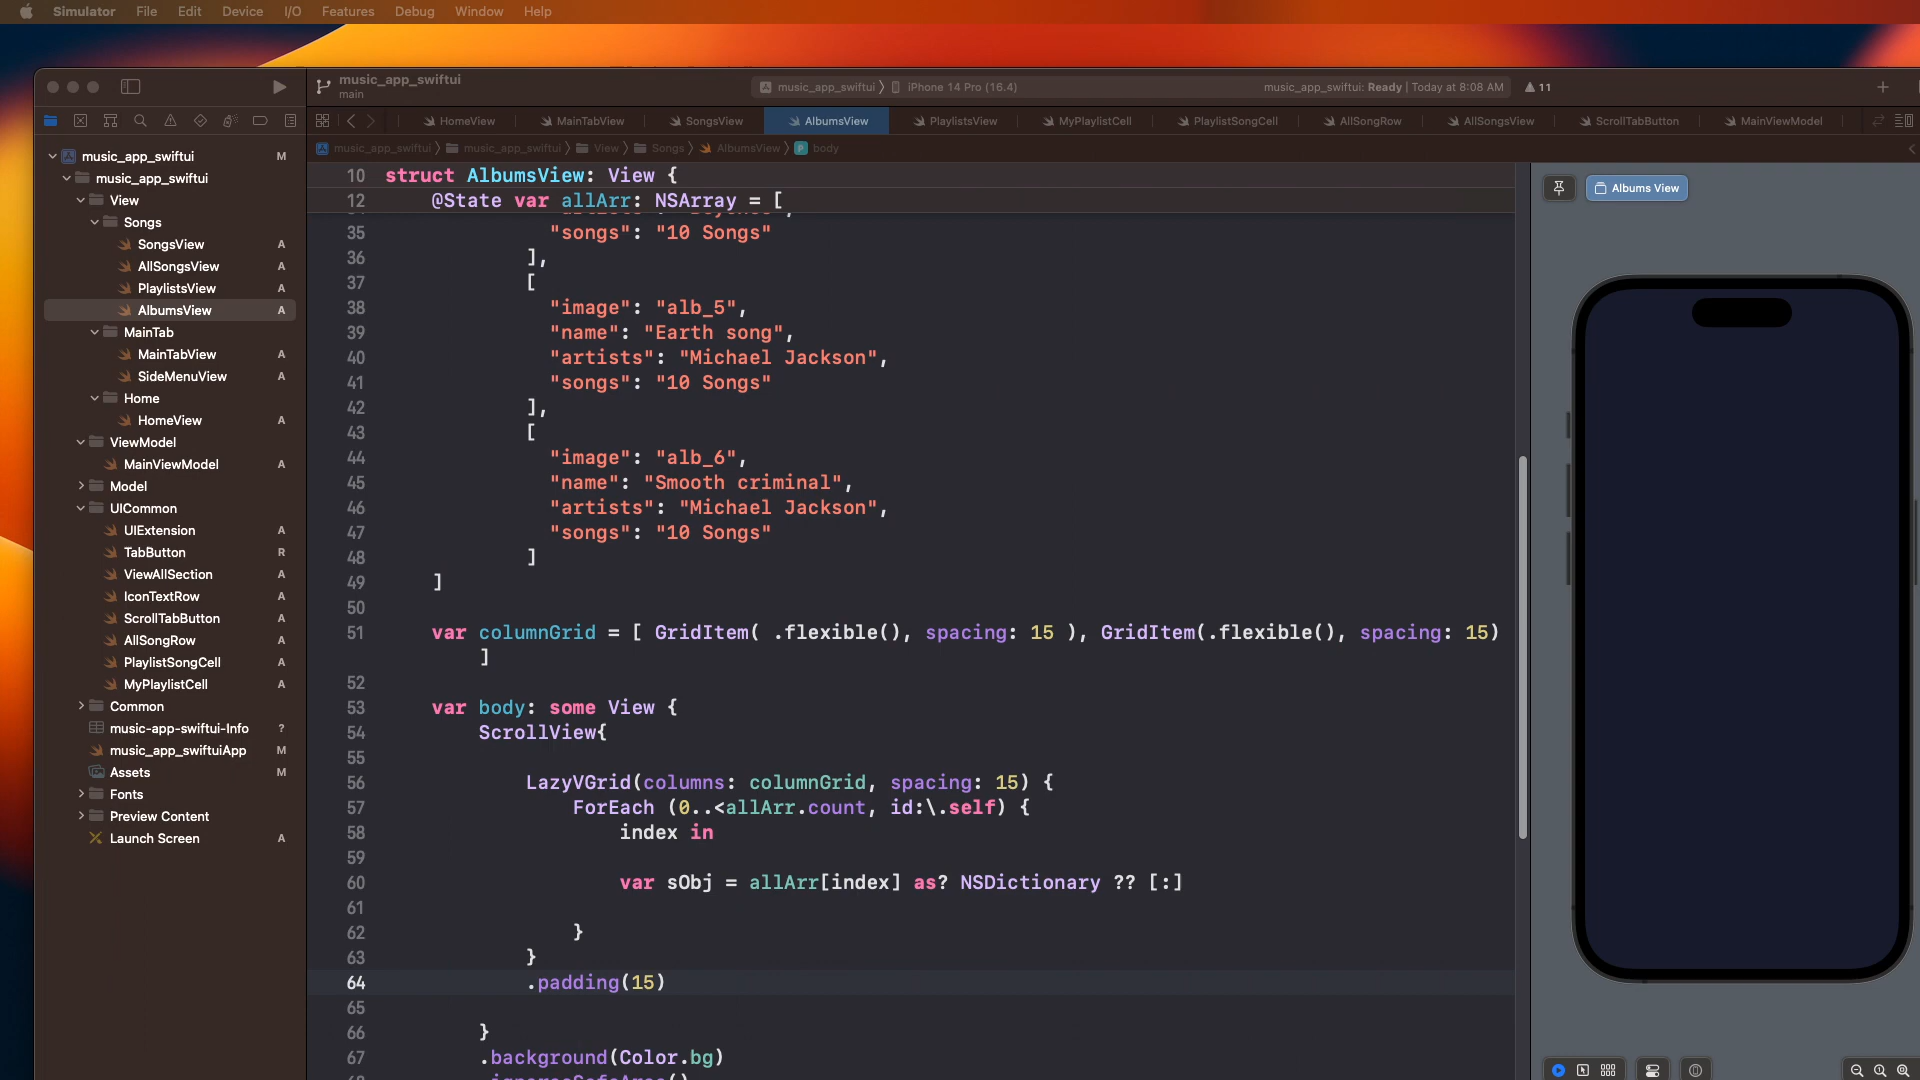 Simulator File Edit Device I/O Features Debug Window Help
music_app_swiftui
main
music_app_swiftui iPhone 14 Pro (16.4)
music_app_swiftui: Ready | Today at 8:08 AM
11
HomeView MainTabView SongsView AlbumsView PlaylistsView MyPlaylistCell PlaylistSongCell AllSongRow AllSongsView ScrollTabButton MainViewModel
music_app_swiftui music_app_swiftui View Songs AlbumsView body
music_app_swiftui M
music_app_swiftui
View
Songs
SongsView A
AllSongsView A
PlaylistsView A
AlbumsView A
MainTab
MainTabView A
SideMenuView A
Home
HomeView A
ViewModel
MainViewModel A
Model
UICommon
UIExtension A
TabButton R
ViewAllSection A
IconTextRow A
ScrollTabButton A
AllSongRow A
PlaylistSongCell A
MyPlaylistCell A
Common
music-app-swiftui-Info ?
music_app_swiftuiApp M
Assets M
Fonts
Preview Content
Launch Screen A
10 struct AlbumsView: View {
12 @State var allArr: NSArray = [
35 "songs": "10 Songs"
36 ],
37 [
38 "image": "alb_5",
39 "name": "Earth song",
40 "artists": "Michael Jackson",
41 "songs": "10 Songs"
42 ],
43 [
44 "image": "alb_6",
45 "name": "Smooth criminal",
46 "artists": "Michael Jackson",
47 "songs": "10 Songs"
48 ]
49 ]
50
51 var columnGrid = [ GridItem( .flexible(), spacing: 15 ), GridItem(.flexible(), spacing: 15)
]
52
53 var body: some View {
54 ScrollView{
55
56 LazyVGrid(columns: columnGrid, spacing: 15) {
57 ForEach (0..<allArr.count, id:\.self) {
58 index in
59
60 var sObj = allArr[index] as? NSDictionary ?? [:]
61
62 }
63 }
64 .padding(15)
65
66 }
67 .background(Color.bg)
Albums View